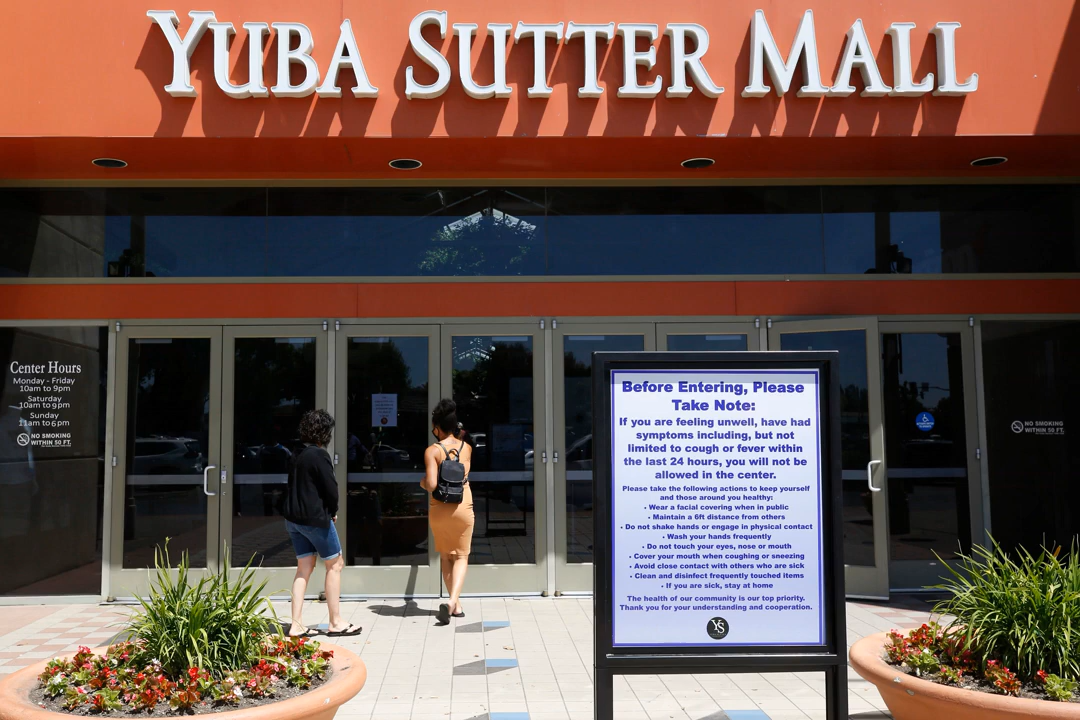 YUBA SUTTER MALL
Center Hours
Monday - Friday
10am to 9pm
Saturday
10am to 9pm
Sunday
11am to 6pm
NO SMOKING
WITHIN 50 FT.
NO SMOKING
WITHIN 50 FT.
Before Entering, Please
Take Note:
If you are feeling unwell, have had
symptoms including, but not
limited to cough or fever within
the last 24 hours, you will not be
allowed in the center.
Please take the following actions to keep yourself
and those around you healthy:
• Wear a facial covering when in public
• Maintain a 6ft distance from others
• Do not shake hands or engage in physical contact
• Wash your hands frequently
• Do not touch your eyes, nose or mouth
• Cover your mouth when coughing or sneezing
• Avoid close contact with others who are sick
• Clean and disinfect frequently touched items
• If you are sick, stay at home
The health of our community is our top priority.
Thank you for your understanding and cooperation.
YS